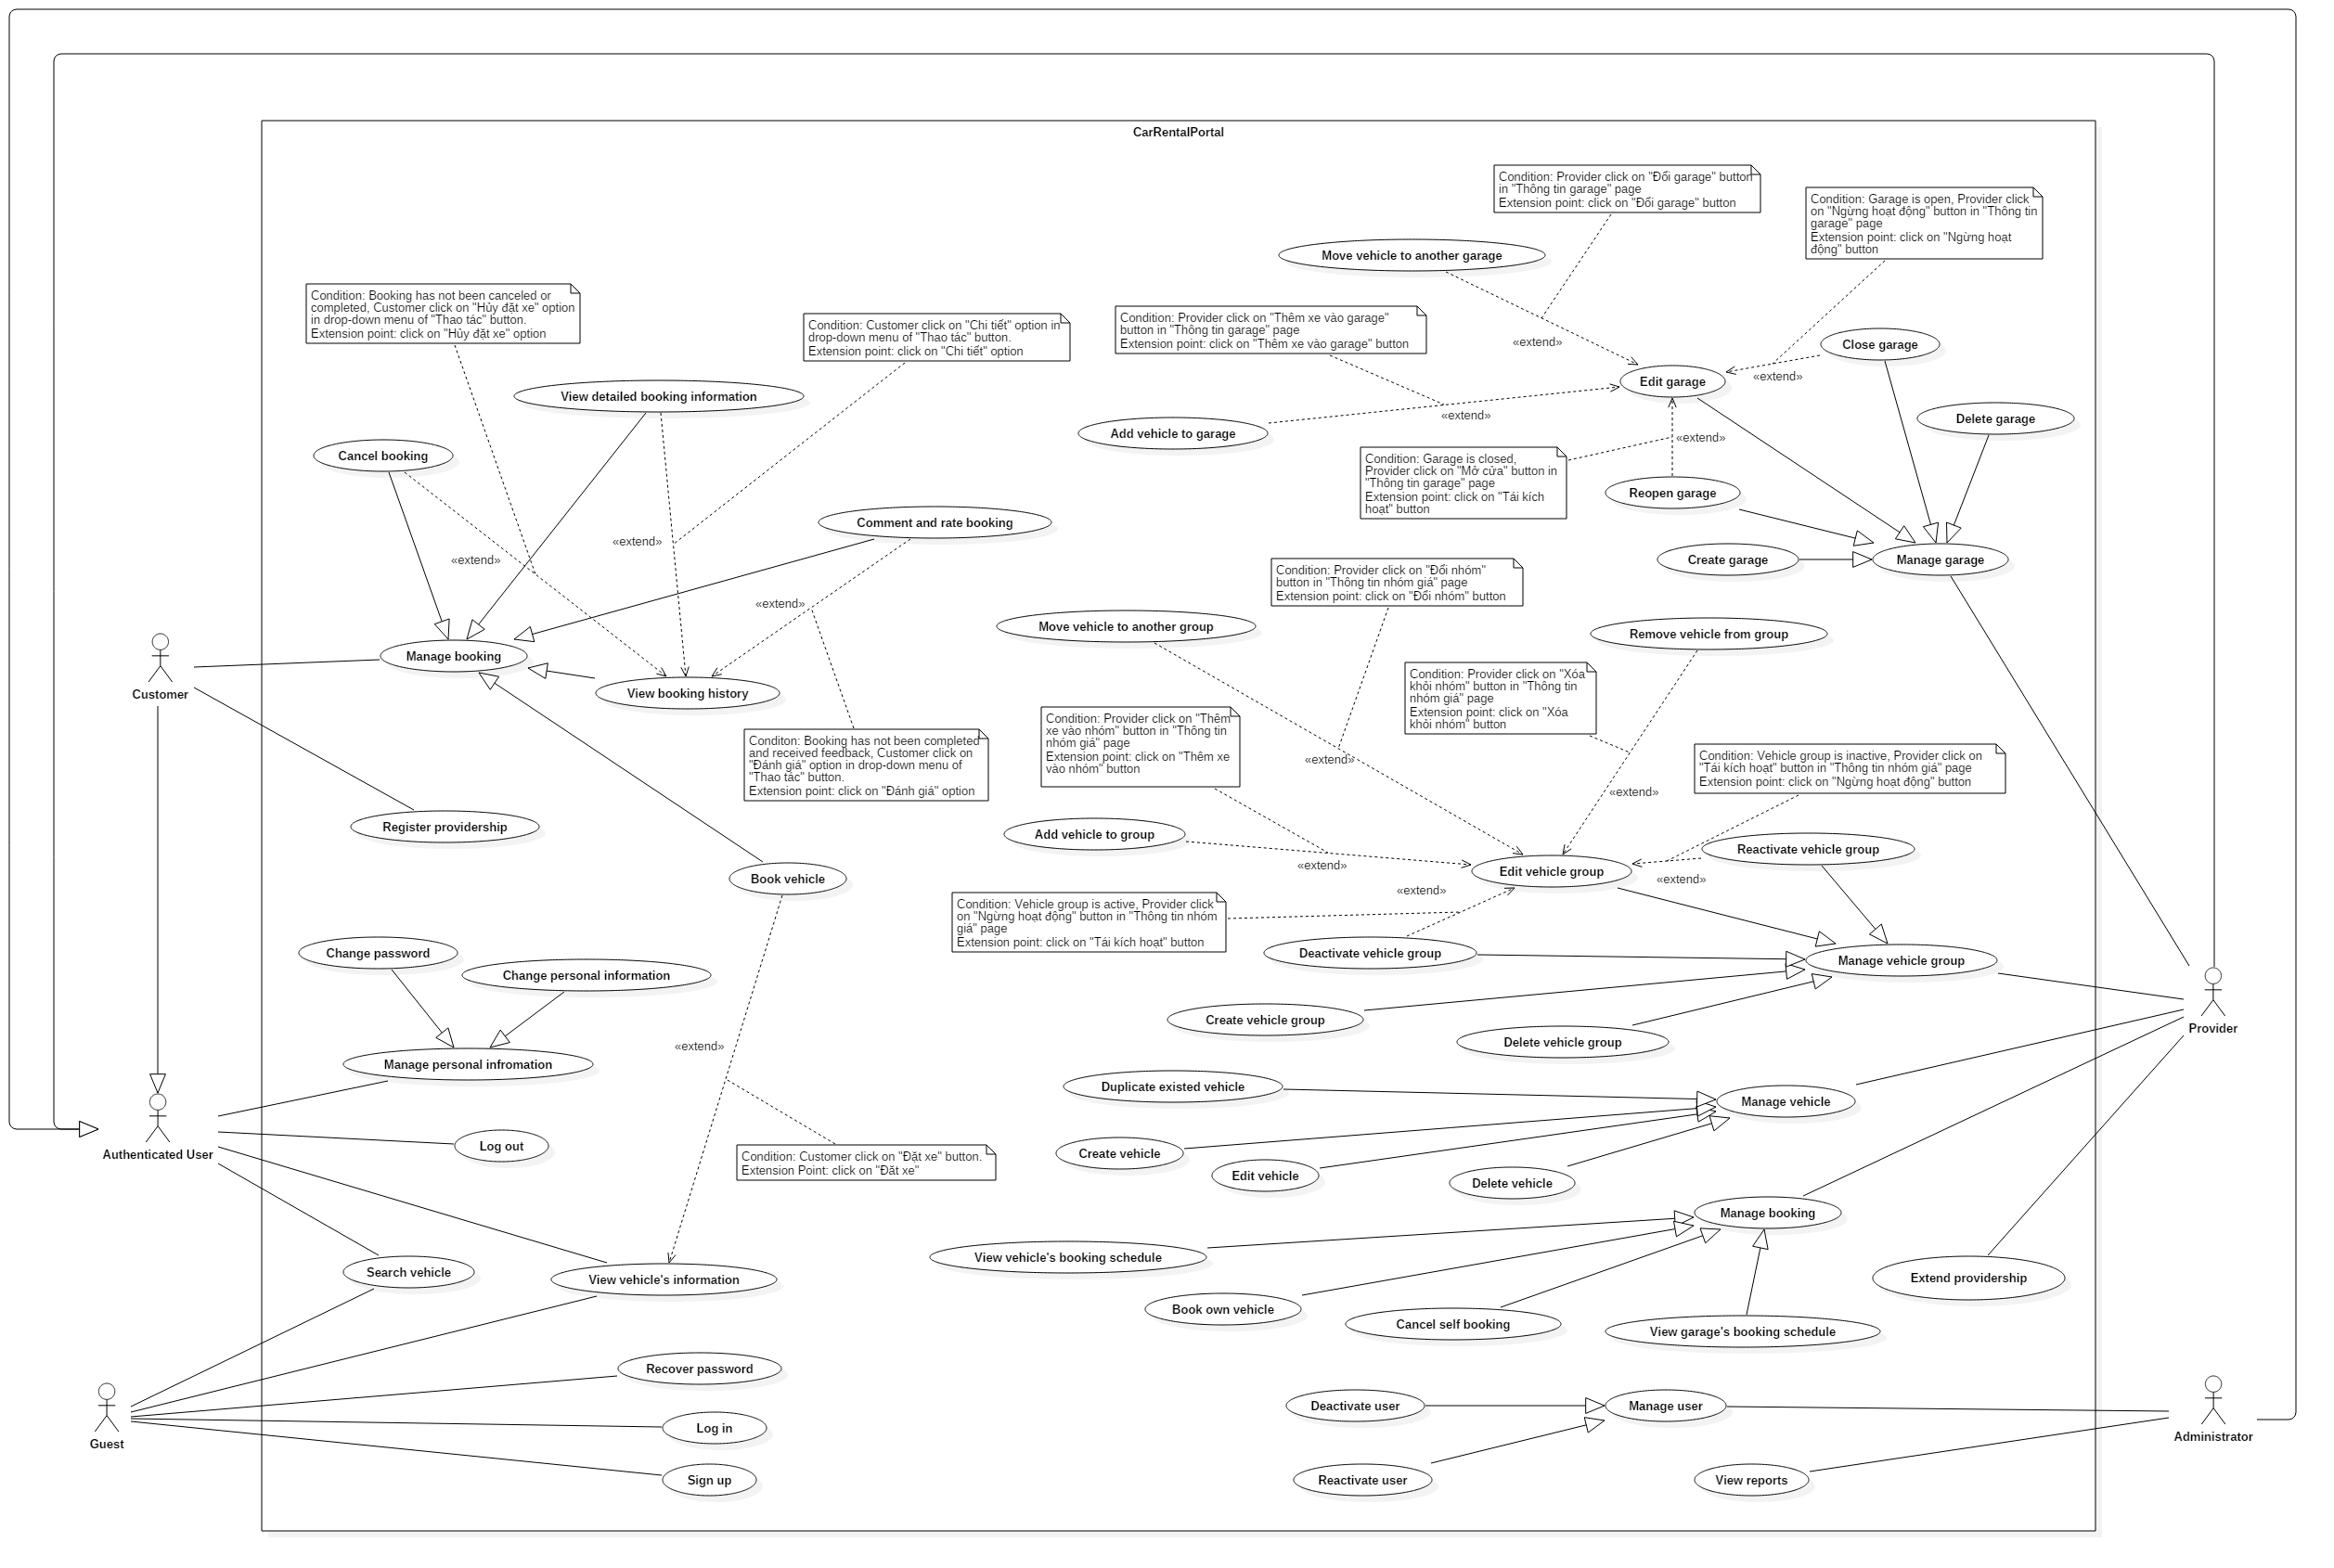 CarRentalPortal
Condition: Provider click on "Đổi garage" button
in "Thông tin garage" page
Extension point: click on "Đổi garage" button
Condition: Garage is open, Provider click
on "Ngừng hoạt động" button in "Thông tin
garage" page
Extension point: click on "Ngừng hoạt
động" button
Move vehicle to another garage
Condition: Booking has not been canceled or
completed, Customer click on "Hủy đặt xe" option
in drop-down menu of "Thao tác" button.
Extension point: click on "Hủy đặt xe" option
Condition: Customer click on "Chi tiết" option in
drop-down menu of "Thao tác" button.
Extension point: click on "Chi tiết" option
Condition: Provider click on "Thêm xe vào garage"
button in "Thông tin garage" page
Extension point: click on "Thêm xe vào garage" button
«extend»
Close garage
«extend»
Edit garage
View detailed booking information
«extend»
Delete garage
Add vehicle to garage
«extend»
Cancel booking
Condition: Garage is closed,
Provider click on "Mở cửa" button in
"Thông tin garage" page
Extension point: click on "Tái kích
hoạt" button
Reopen garage
Comment and rate booking
«extend»
«extend»
Create garage
Manage garage
Condition: Provider click on "Đổi nhóm"
button in "Thông tin nhóm giá" page
Extension point: click on "Đổi nhóm" button
«extend»
Move vehicle to another group
Remove vehicle from group
Manage booking
Condition: Provider click on "Xóa
khỏi nhóm" button in "Thông tin
nhóm giá" page
Extension point: click on "Xóa
khỏi nhóm" button
Customer
View booking history
Condition: Provider click on "Thêm
xe vào nhóm" button in "Thông tin
nhóm giá" page
Extension point: click on "Thêm xe
vào nhóm" button
Conditon: Booking has not been completed
and received feedback, Customer click on
"Đánh giá" option in drop-down menu of
"Thao tác" button.
Extension point: click on "Đánh giá" option
«extend»
Condition: Vehicle group is inactive, Provider click on
"Tái kích hoạt" button in "Thông tin nhóm giá" page
Extension point: click on "Ngừng hoạt động" button
«extend»
Register providership
Add vehicle to group
Reactivate vehicle group
«extend»
Book vehicle
Edit vehicle group
«extend»
«extend»
Condition: Vehicle group is active, Provider click
on "Ngừng hoạt động" button in "Thông tin nhóm
giá" page
Extension point: click on "Tái kích hoạt" button
Change password
Deactivate vehicle group
Manage vehicle group
Change personal information
Create vehicle group
Provider
Delete vehicle group
«extend»
Manage personal infromation
Duplicate existed vehicle
Manage vehicle
Log out
Authenticated User
Create vehicle
Condition: Customer click on "Đặt xe" button.
Extension Point: click on "Đăt xe"
Edit vehicle
Delete vehicle
Manage booking
View vehicle's booking schedule
Search vehicle
View vehicle's information
Extend providership
Book own vehicle
Cancel self booking
View garage's booking schedule
Recover password
Deactivate user
Manage user
Log in
Guest
Administrator
Sign up
Reactivate user
View reports